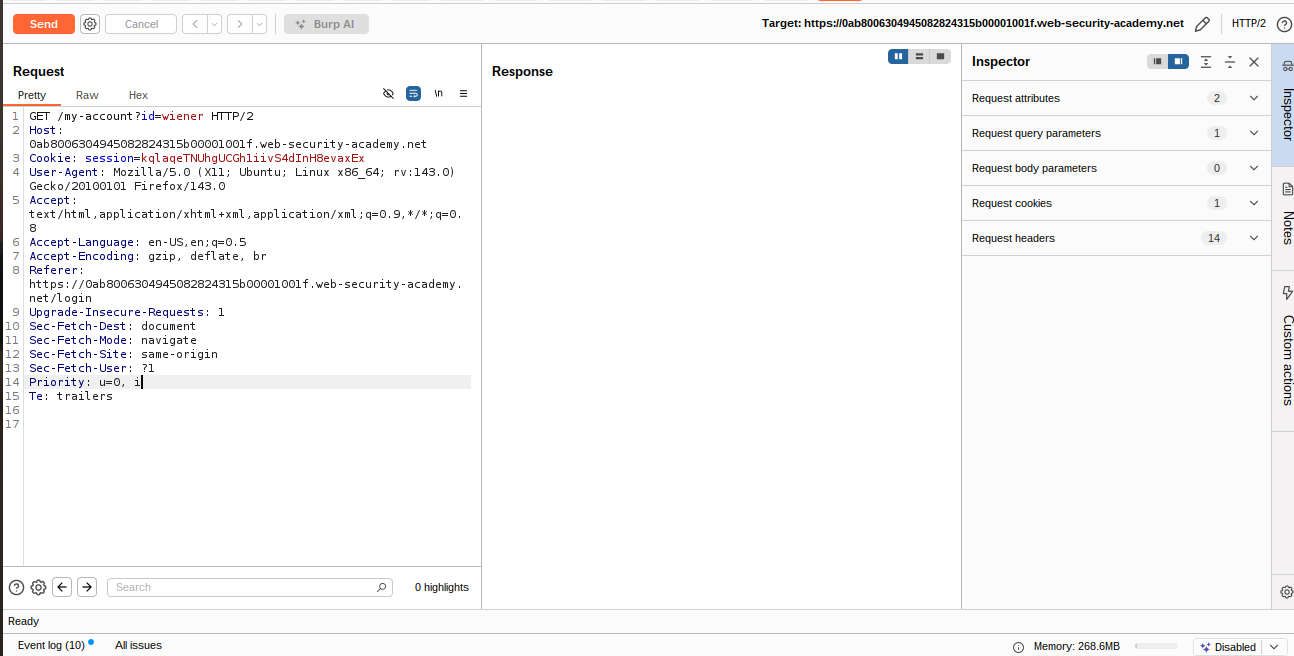 Send
Cancel
Burp AI
Target: https://0ab8006304945082824315b00001001f.web-security-academy.net
HTTP/2
Request
Pretty
Raw
Hex
\n
1 GET /my-account?id=wiener HTTP/2
2 Host:
0ab8006304945082824315b00001001f.web-security-academy.net
3 Cookie: session=kqlaqeTNUhgUCGh1iivS4dInH8evaxEx
4 User-Agent: Mozilla/5.0 (X11; Ubuntu; Linux x86_64; rv:143.0)
Gecko/20100101 Firefox/143.0
5 Accept:
text/html,application/xhtml+xml,application/xml;q=0.9,*/*;q=0.
8
6 Accept-Language: en-US,en;q=0.5
7 Accept-Encoding: gzip, deflate, br
8 Referer:
https://0ab8006304945082824315b00001001f.web-security-academy.
net/login
9 Upgrade-Insecure-Requests: 1
10 Sec-Fetch-Dest: document
11 Sec-Fetch-Mode: navigate
12 Sec-Fetch-Site: same-origin
13 Sec-Fetch-User: ?1
14 Priority: u=0, i
15 Te: trailers
16
17
Search
0 highlights
Response
Inspector
Request attributes 2
Request query parameters 1
Request body parameters 0
Request cookies 1
Request headers 14
Inspector
Notes
Custom actions
Ready
Event log (10)
All issues
Memory: 268.6MB
Disabled